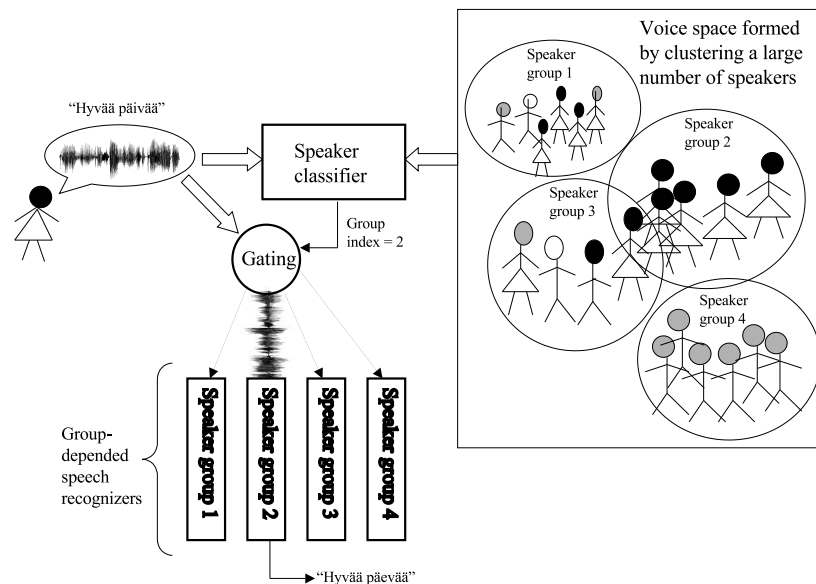 Voice space formed
by clustering a large
number of speakers
Speaker
group 1
Speaker
group 2
Speaker
group 3
Speaker
group 4
“Hyvää päivää”
Speaker
classifier
Group
index = 2
Gating
Group-
depended
speech
recognizers
Speaker group 1
Speaker group 2
Speaker group 3
Speaker group 4
“Hyvää päevää”